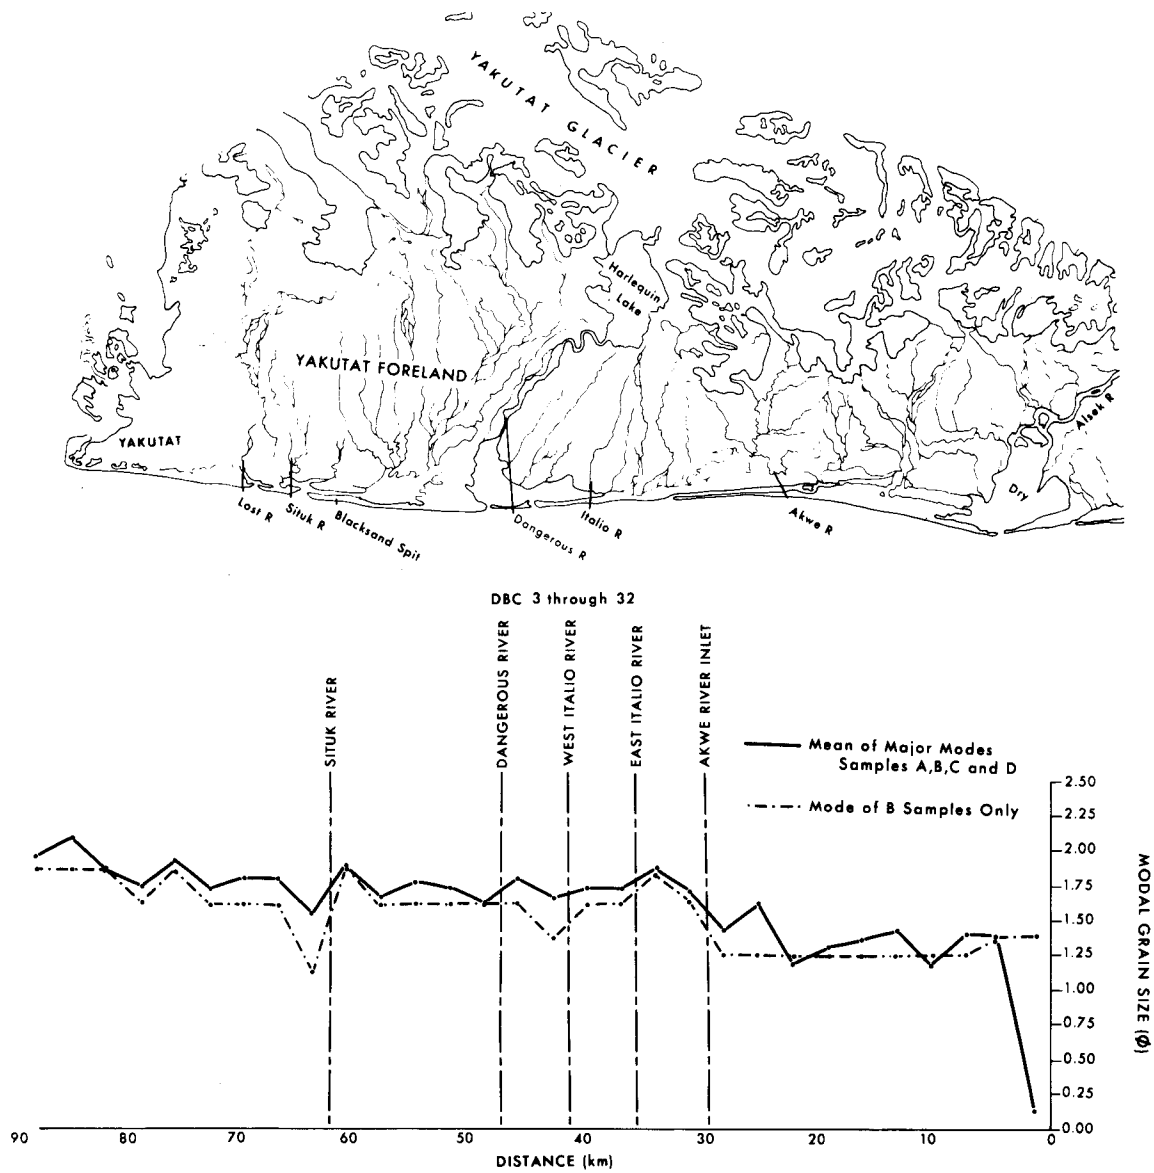 YAKUTAT GLACIER
Harlequin
Lake
YAKUTAT FORELAND
YAKUTAT
Alsek R
Dry
Lost R
Situk R
Blacksand Spit
Dangerous R
Italio R
Akwe R
DBC 3 through 32
SITUK RIVER
DANGEROUS RIVER
WEST ITALIO RIVER
EAST ITALIO RIVER
AKWE RIVER INLET
Mean of Major Modes
Samples A,B,C and D
Mode of B Samples Only
2.50
2.25
2.00
1.75
1.50
1.25
1.00
0.75
0.50
0.25
0.00
MODAL GRAIN SIZE (Ø)
90 80 70 60 50 40 30 20 10 0
DISTANCE (km)